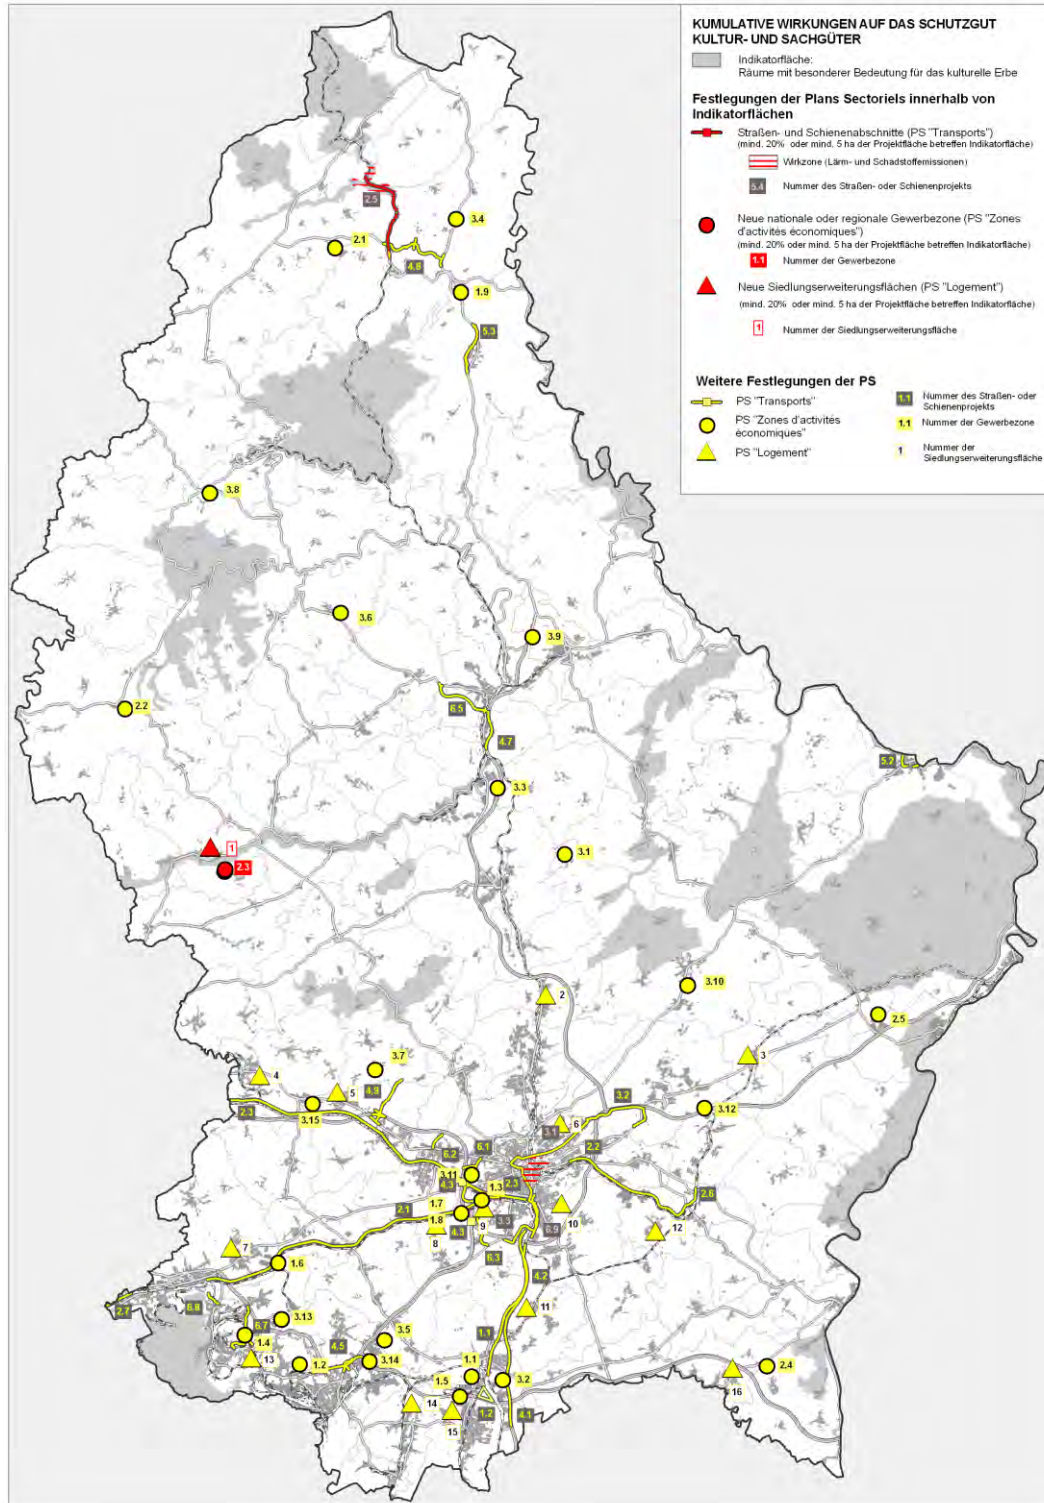 KUMULATIVE WIRKUNGEN AUF DAS SCHUTZGUT
KULTUR- UND SACHGÜTER
Indikatorfläche:
Räume mit besonderer Bedeutung für das kulturelle Erbe
Festlegungen der Plans Sectoriels innerhalb von
Indikatorflächen
Straßen- und Schienenabschnitte (PS "Transports")
(mind. 20% oder mind. 5 ha der Projektfläche betreffen Indikatorfläche)
Wirkzone (Lärm- und Schadstoffemissionen)
5.4 Nummer des Straßen- oder Schienenprojekts
Neue nationale oder regionale Gewerbezone (PS "Zones
d'activités économiques")
(mind. 20% oder mind. 5 ha der Projektfläche betreffen Indikatorfläche)
1.1 Nummer der Gewerbezone
Neue Siedlungserweiterungsflächen (PS "Logement")
(mind. 20% oder mind. 5 ha der Projektfläche betreffen Indikatorfläche)
1 Nummer der Siedlungserweiterungsfläche
Weitere Festlegungen der PS
PS "Transports"
PS "Zones d'activités
économiques"
PS "Logement"
1.1 Nummer des Straßen- oder
Schienenprojekts
1.1 Nummer der Gewerbezone
1 Nummer der
Siedlungserweiterungsfläche
2.5
3.4
2.1
4.6
1.9
5.3
3.8
3.6
3.9
6.5
2.2
4.7
5.2
3.3
1
2.3
3.1
3.10
2
2.5
3.7
3
4
5
4.9
3.2
3.12
2.3
3.15
6
3.1
6.2
6.1
2.2
3.11
4.3
2.3
1.3
2.6
1.7
2.1
1.8
9
3.3
10
4.3
6.9
12
8
6.3
7
1.6
4.2
2.7
6.8
11
3.13
6.7
1.4
4.5
3.5
1.1
13
1.2
3.14
1.1
3.2
2.4
1.5
16
14
1.2
4.1
15